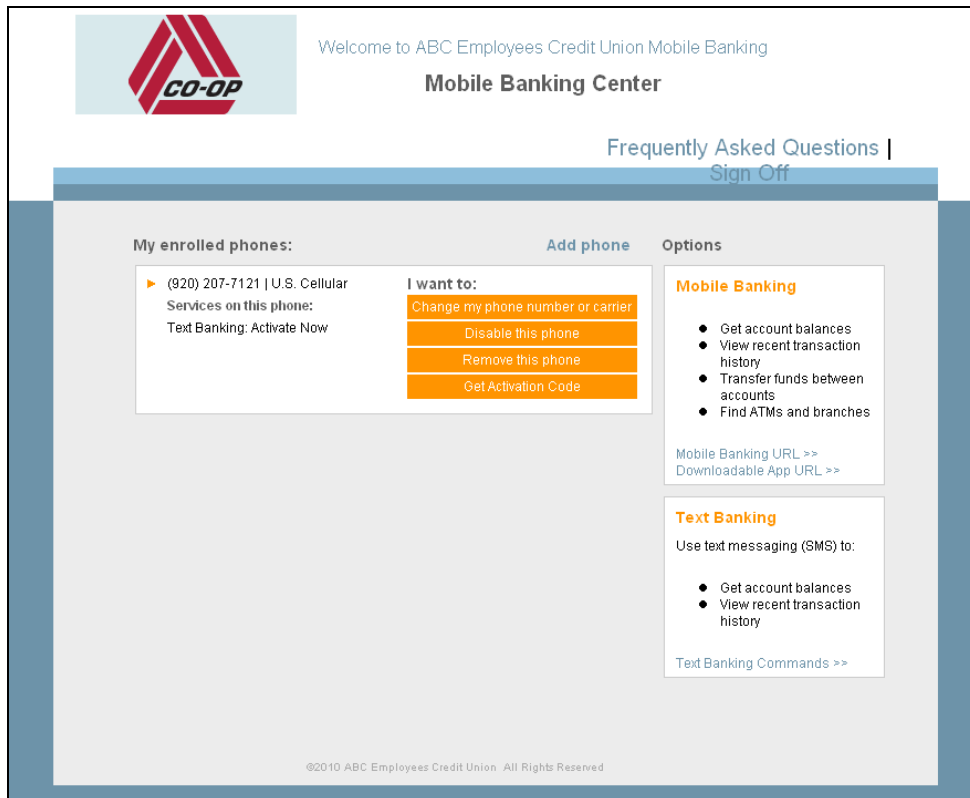 CO-OP
Welcome to ABC Employees Credit Union Mobile Banking
Mobile Banking Center
Frequently Asked Questions |
Sign Off
My enrolled phones:
Add phone
(920) 207-7121 | U.S. Cellular
Services on this phone:
Text Banking: Activate Now
I want to:
Change my phone number or carrier
Disable this phone
Remove this phone
Get Activation Code
Options
Mobile Banking
● Get account balances
● View recent transaction
history
● Transfer funds between
accounts
● Find ATMs and branches
Mobile Banking URL >>
Downloadable App URL >>
Text Banking
Use text messaging (SMS) to:
● Get account balances
● View recent transaction
history
Text Banking Commands >>
©2010 ABC Employees Credit Union. All Rights Reserved